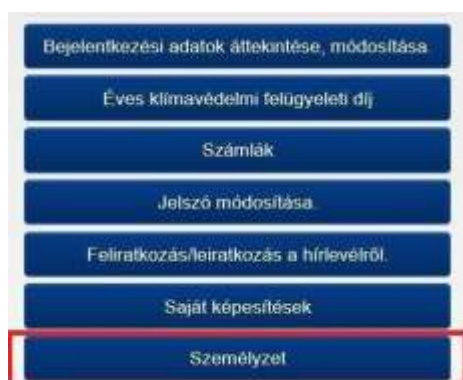 Bejelentkezési adatok áttekintése, módosítása.
Éves klímavédelmi felügyeleti díj
Számlák
Jelszó módosítása.
Feliratkozás/leiratkozás a hírlevélről.
Saját képesítések
Személyzet